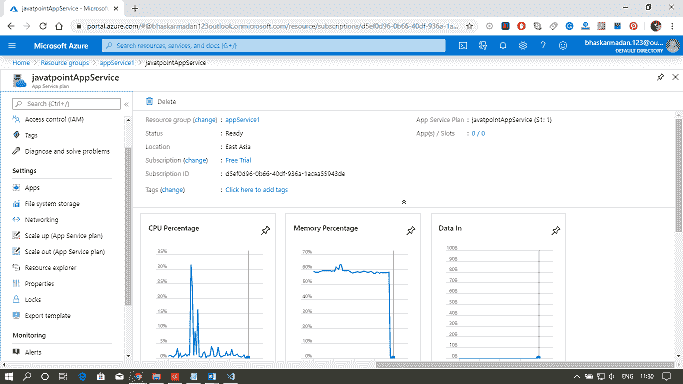 Microsoft Azure
portal.azure.com/#@bhaskarmadan123outlook.onmicrosoft.com/resource/subscriptions/d5ef0d96-0b66-40df-936a-1a...
Microsoft Azure
Search resources, services, and docs (G+/)
bhaskarmadan.123@ou...
DEFAULT DIRECTORY
Home > Resource groups > appService1 > javatpointAppService
javatpointAppService
App Service plan
Search (Ctrl+/)
Delete
Access control (IAM)
Tags
Diagnose and solve problems
Settings
Apps
File system storage
Networking
Scale up (App Service plan)
Scale out (App Service plan)
Resource explorer
Properties
Locks
Export template
Monitoring
Alerts
Resource group (change) : appService1
Status : Ready
Location : East Asia
Subscription (change) : Free Trial
Subscription ID : d5ef0d96-0b66-40df-936a-1acaa55943de
Tags (change) : Click here to add tags
App Service Plan : javatpointAppService (S1: 1)
App(s) / Slots : 0 / 0
CPU Percentage
35%
30%
25%
20%
15%
10%
5%
0%
Memory Percentage
70%
60%
50%
40%
30%
20%
10%
0%
Data In
100B
90B
80B
70B
60B
50B
40B
30B
20B
10B
0B
ENG
11:30